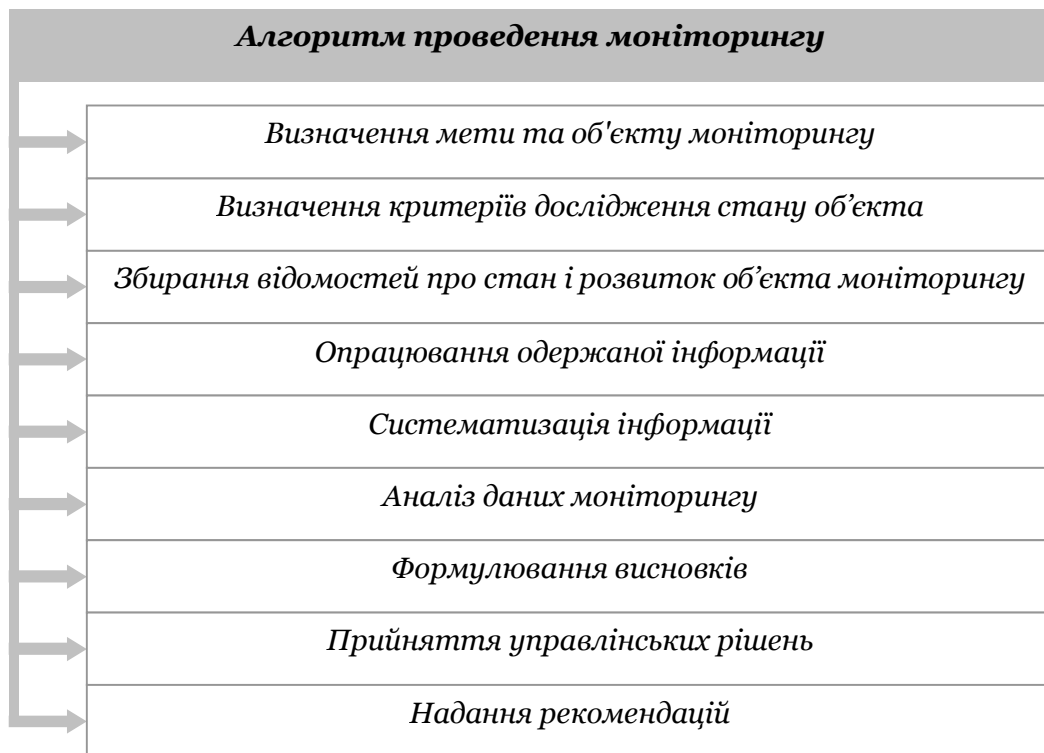 Алгоритм проведення моніторингу
Визначення мети та об'єкту моніторингу
Визначення критеріїв дослідження стану об’єкта
Збирання відомостей про стан і розвиток об’єкта моніторингу
Опрацювання одержаної інформації
Систематизація інформації
Аналіз даних моніторингу
Формулювання висновків
Прийняття управлінських рішень
Надання рекомендацій